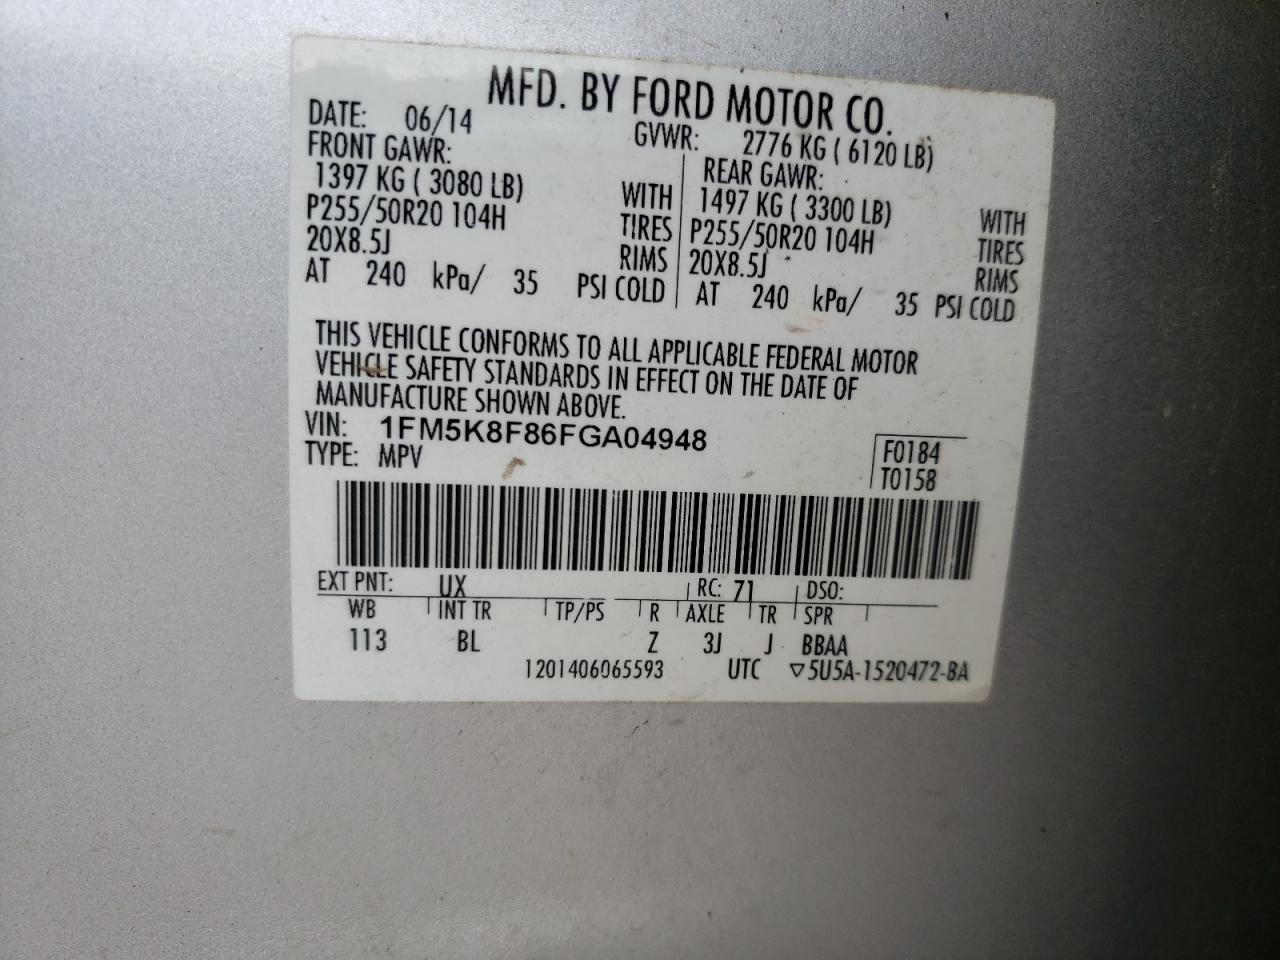 MFD. BY FORD MOTOR CO.
DATE: 06/14 GVWR: 2776 KG ( 6120 LB)
FRONT GAWR: REAR GAWR:
1397 KG ( 3080 LB) WITH 1497 KG ( 3300 LB) WITH
P255/50R20 104H TIRES P255/50R20 104H TIRES
20X8.5J RIMS 20X8.5J RIMS
AT 240 kPa/ 35 PSI COLD AT 240 kPa/ 35 PSI COLD
THIS VEHICLE CONFORMS TO ALL APPLICABLE FEDERAL MOTOR
VEHICLE SAFETY STANDARDS IN EFFECT ON THE DATE OF
MANUFACTURE SHOWN ABOVE.
VIN: 1FM5K8F86FGA04948
TYPE: MPV
F0184
T0158
EXT PNT: UX RC: 71 DSO:
WB INT TR TP/PS R AXLE TR SPR
113 BL Z 3J J BBAA
1201406065593 UTC ▽5U5A-1520472-BA